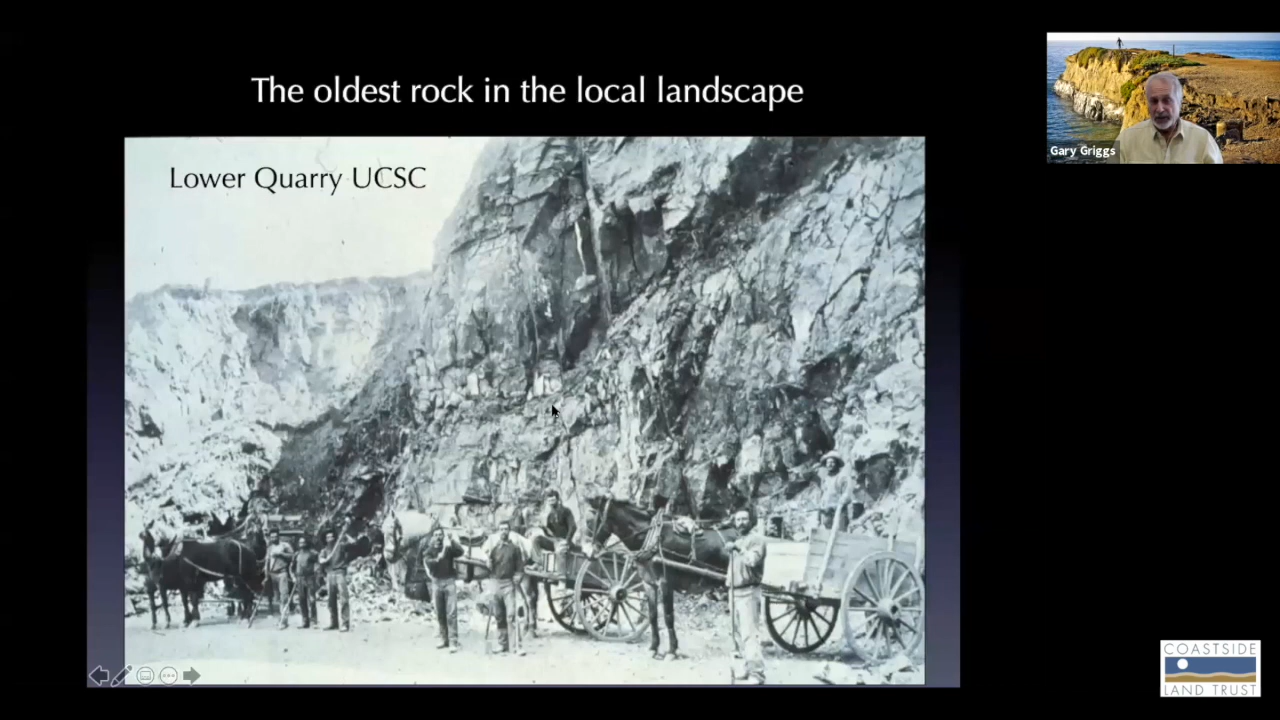 The oldest rock in the local landscape
Lower Quarry UCSC
Gary Griggs
COASTSIDE
LAND TRUST